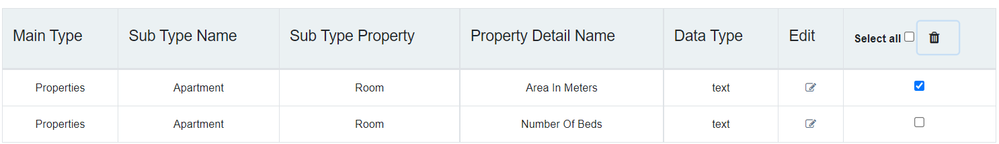 Main Type Sub Type Name Sub Type Property Property Detail Name Data Type Edit Select all
Properties Apartment Room Area In Meters text
Properties Apartment Room Number Of Beds text